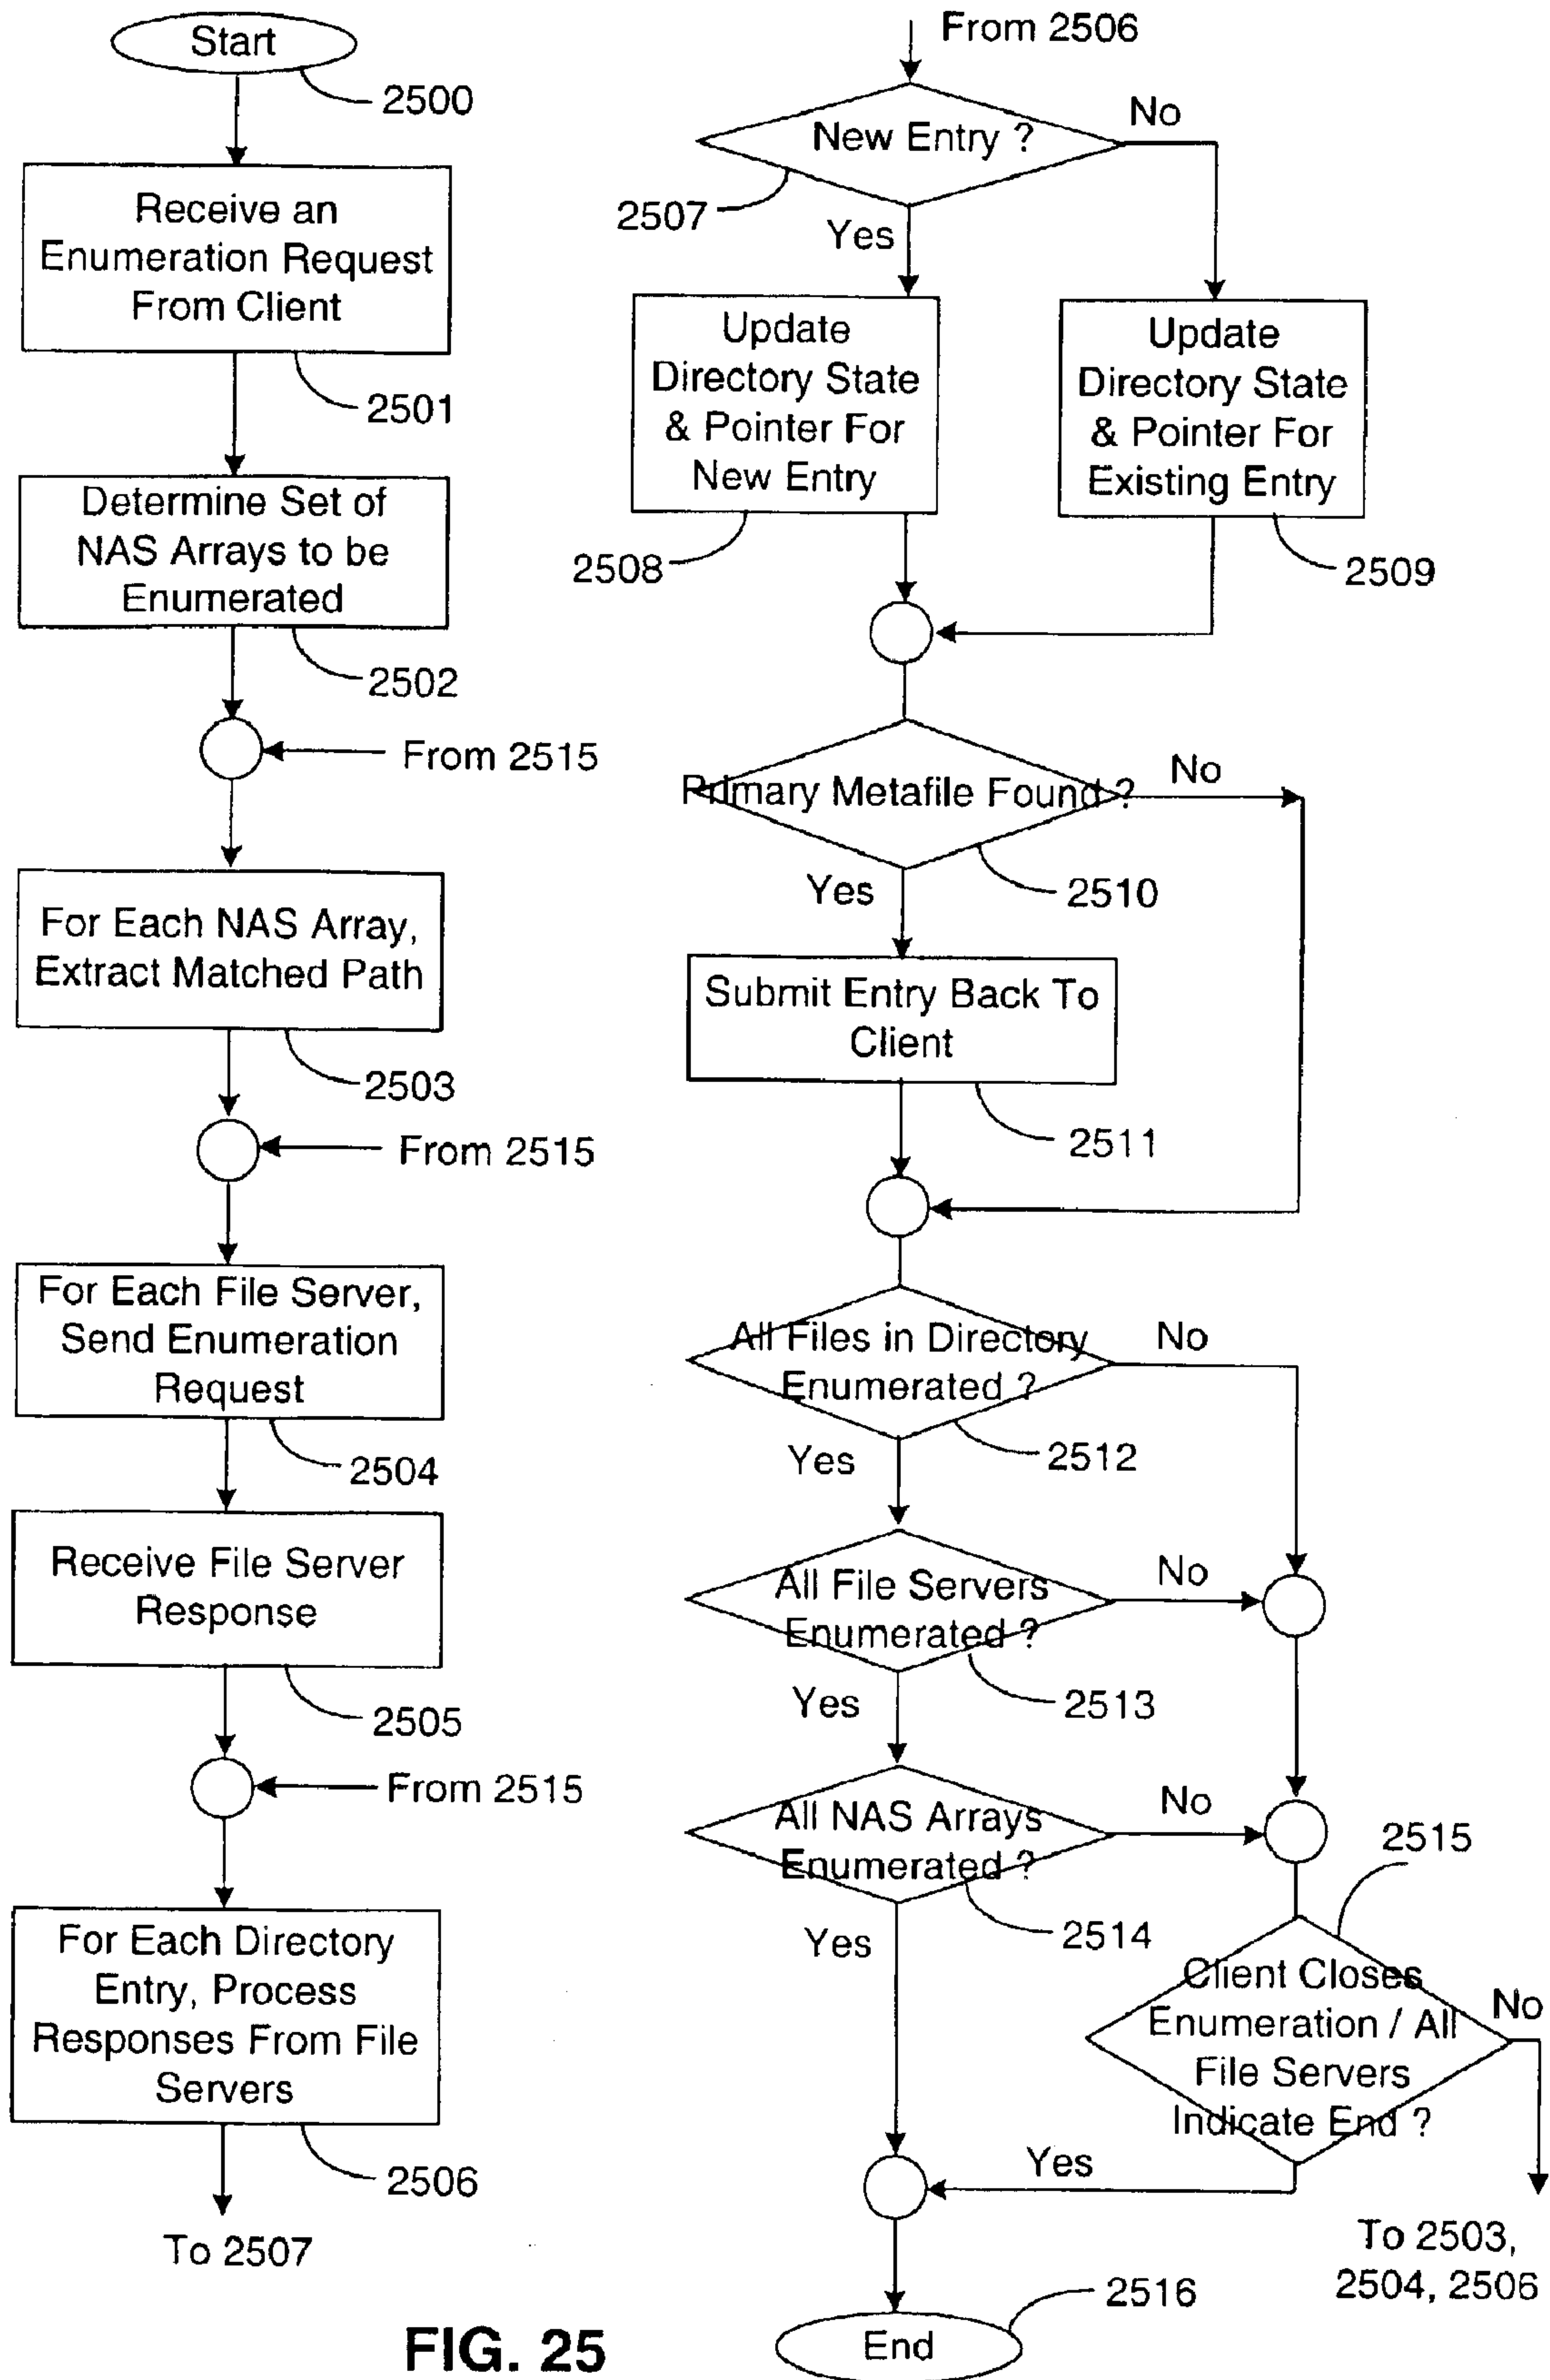 Start
2500
Receive an
Enumeration Request
From Client
2501
Determine Set of
NAS Arrays to be
Enumerated
2502
From 2515
For Each NAS Array,
Extract Matched Path
2503
From 2515
For Each File Server,
Send Enumeration
Request
2504
Receive File Server
Response
2505
From 2515
For Each Directory
Entry, Process
Responses From File
Servers
2506
To 2507
From 2506
New Entry ?
No
2507
Yes
Update
Directory State
& Pointer For
New Entry
2508
Update
Directory State
& Pointer For
Existing Entry
2509
Primary Metafile Found ?
No
2510
Yes
Submit Entry Back To
Client
2511
All Files in Directory
Enumerated ?
No
2512
Yes
All File Servers
Enumerated ?
No
2513
Yes
All NAS Arrays
Enumerated ?
No
2514
Yes
2515
Client Closes
Enumeration / All
File Servers
Indicate End ?
No
Yes
To 2503,
2504, 2506
2516
End
FIG. 25